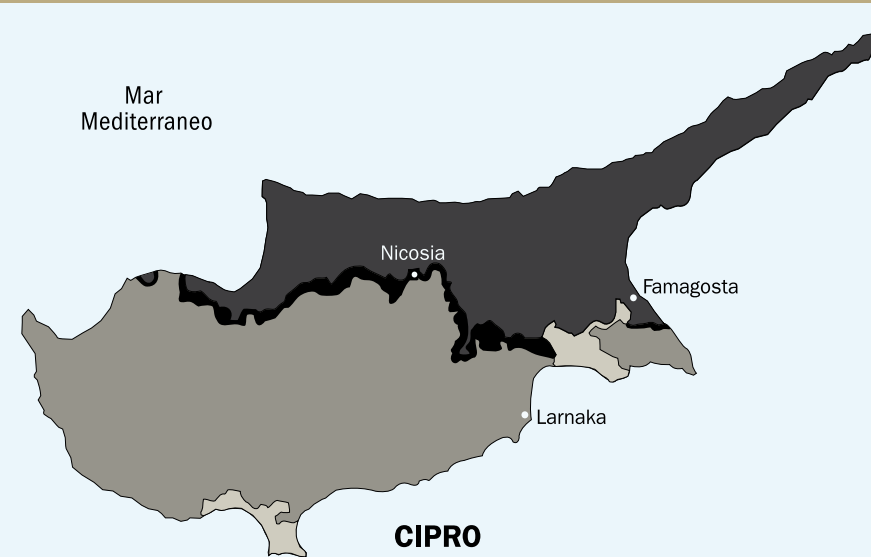 Mar
Mediterraneo
Nicosia
Famagosta
Larnaka
CIPRO